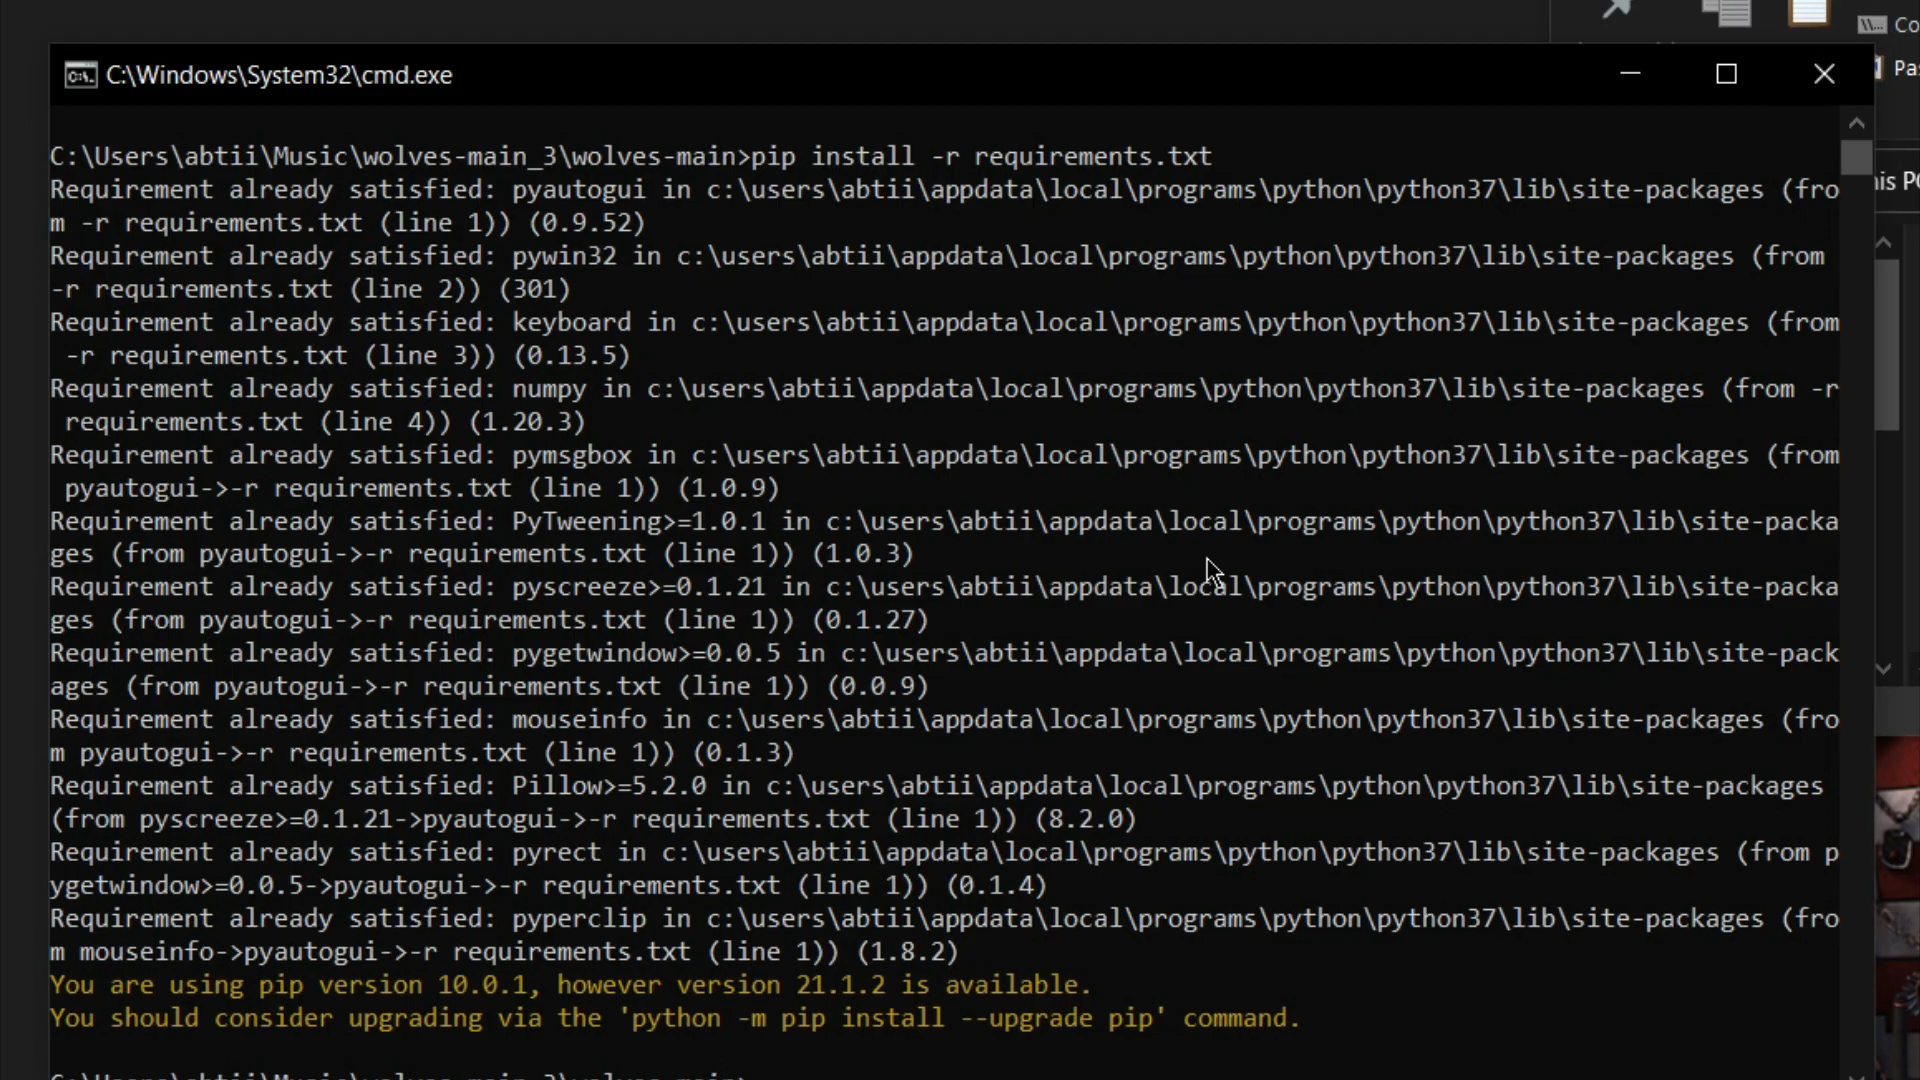 Co
C:\Windows\System32\cmd.exe
Pa
C:\Users\abtii\Music\wolves-main_3\wolves-main>pip install -r requirements.txt
his P
Requirement already satisfied: pyautogui in c:\users\abtii\appdata\local\programs\python\python37\lib\site-packages (fro
m -r requirements.txt (line 1)) (0.9.52)
Requirement already satisfied: pywin32 in c:\users\abtii\appdata\local\programs\python\python37\lib\site-packages (from
-r requirements.txt (line 2)) (301)
Requirement already satisfied: keyboard in c:\users\abtii\appdata\local\programs\python\python37\lib\site-packages (from
 -r requirements.txt (line 3)) (0.13.5)
Requirement already satisfied: numpy in c:\users\abtii\appdata\local\programs\python\python37\lib\site-packages (from -r
 requirements.txt (line 4)) (1.20.3)
Requirement already satisfied: pymsgbox in c:\users\abtii\appdata\local\programs\python\python37\lib\site-packages (from
 pyautogui->-r requirements.txt (line 1)) (1.0.9)
Requirement already satisfied: PyTweening>=1.0.1 in c:\users\abtii\appdata\local\programs\python\python37\lib\site-packa
ges (from pyautogui->-r requirements.txt (line 1)) (1.0.3)
Requirement already satisfied: pyscreeze>=0.1.21 in c:\users\abtii\appdata\local\programs\python\python37\lib\site-packa
ges (from pyautogui->-r requirements.txt (line 1)) (0.1.27)
Requirement already satisfied: pygetwindow>=0.0.5 in c:\users\abtii\appdata\local\programs\python\python37\lib\site-pack
ages (from pyautogui->-r requirements.txt (line 1)) (0.0.9)
Requirement already satisfied: mouseinfo in c:\users\abtii\appdata\local\programs\python\python37\lib\site-packages (fro
m pyautogui->-r requirements.txt (line 1)) (0.1.3)
Requirement already satisfied: Pillow>=5.2.0 in c:\users\abtii\appdata\local\programs\python\python37\lib\site-packages
(from pyscreeze>=0.1.21->pyautogui->-r requirements.txt (line 1)) (8.2.0)
Requirement already satisfied: pyrect in c:\users\abtii\appdata\local\programs\python\python37\lib\site-packages (from p
ygetwindow>=0.0.5->pyautogui->-r requirements.txt (line 1)) (0.1.4)
Requirement already satisfied: pyperclip in c:\users\abtii\appdata\local\programs\python\python37\lib\site-packages (fro
m mouseinfo->pyautogui->-r requirements.txt (line 1)) (1.8.2)
You are using pip version 10.0.1, however version 21.1.2 is available.
You should consider upgrading via the 'python -m pip install --upgrade pip' command.
C:\Users\abtii\Music\wolves-main_3\wolves-main>